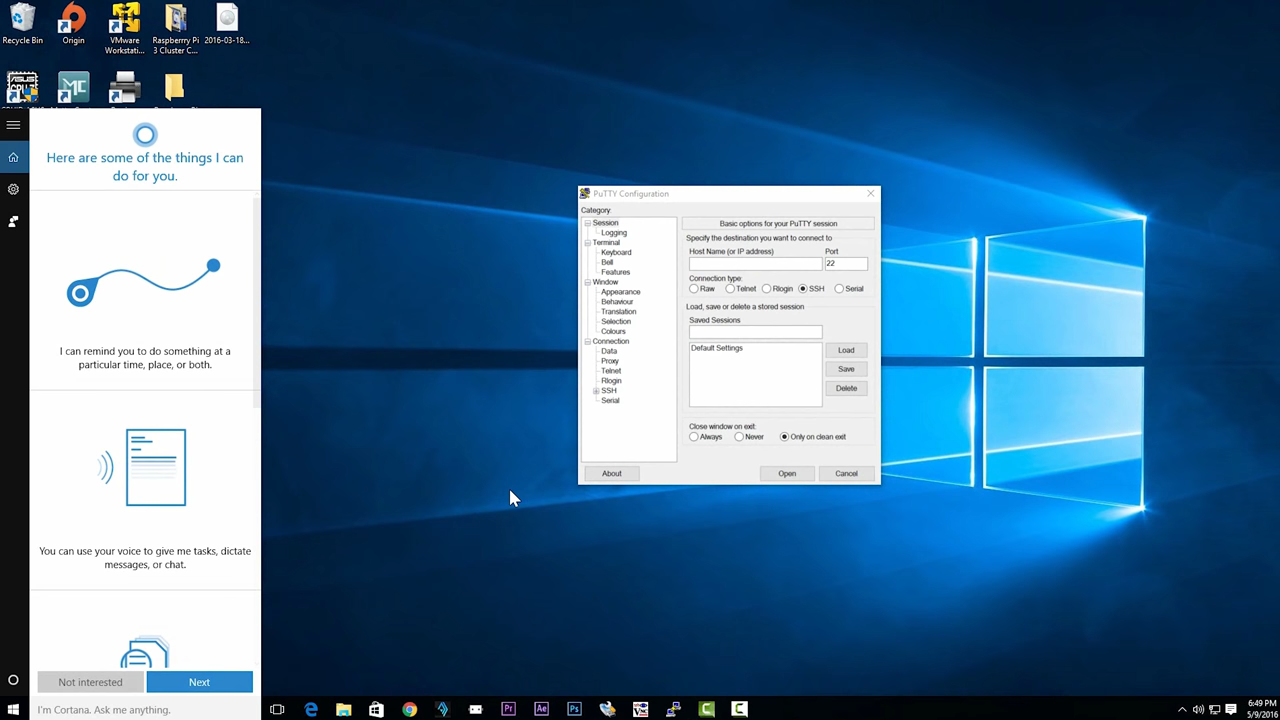 Recycle Bin
Origin
VMware
Workstati...
Raspberrry Pi
3 Cluster C...
2016-03-18...
MC
Here are some of the things I can
do for you.
I can remind you to do something at a
particular time, place, or both.
You can use your voice to give me tasks, dictate
messages, or chat.
Not interested
Next
I'm Cortana. Ask me anything.
PuTTY Configuration
Category:
Session
Logging
Terminal
Keyboard
Bell
Features
Window
Appearance
Behaviour
Translation
Selection
Colours
Connection
Data
Proxy
Telnet
Rlogin
SSH
Serial
Basic options for your PuTTY session
Specify the destination you want to connect to
Host Name (or IP address)
Port
22
Connection type:
Raw
Telnet
Rlogin
SSH
Serial
Load, save or delete a stored session
Saved Sessions
Default Settings
Load
Save
Delete
Close window on exit:
Always
Never
Only on clean exit
About
Open
Cancel
Pr
Ae
Ps
6:49 PM
5/9/2016